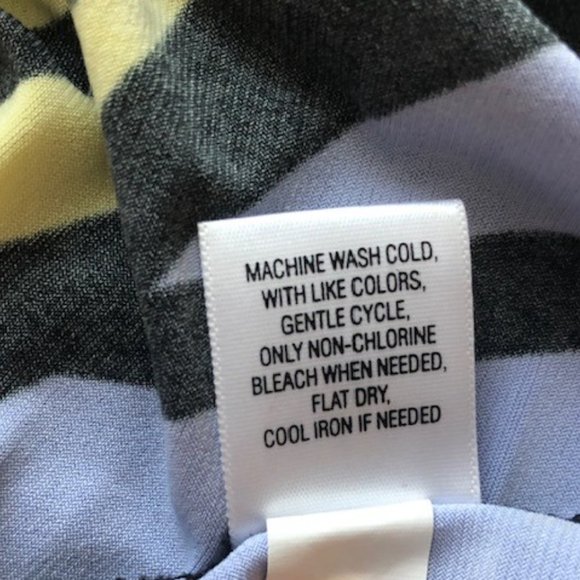 MACHINE WASH COLD,
WITH LIKE COLORS,
GENTLE CYCLE,
ONLY NON-CHLORINE
BLEACH WHEN NEEDED,
FLAT DRY,
COOL IRON IF NEEDED